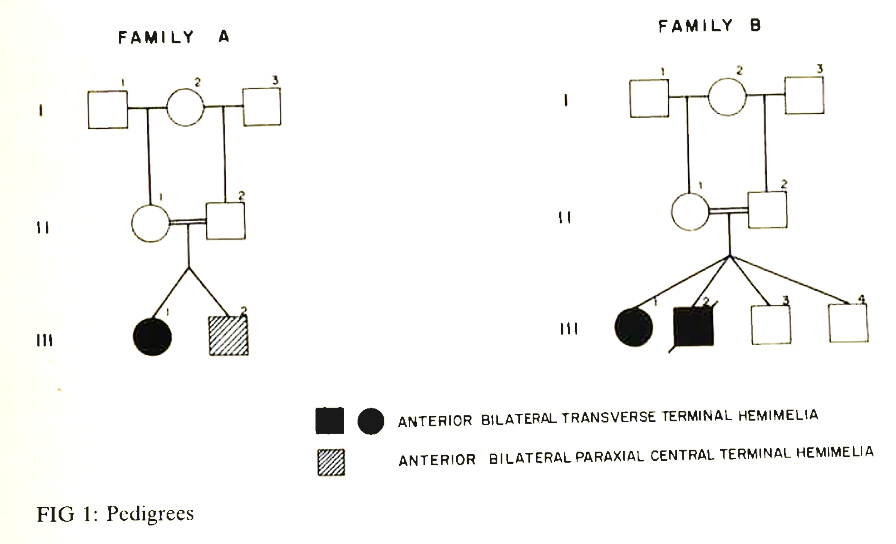 FAMILY A
FAMILY B
1 2 3
1 2 3
I
I
1 2
1 2
II
II
1 2
1 2 3 4
III
III
ANTERIOR BILATERAL TRANSVERSE TERMINAL HEMIMELIA
ANTERIOR BILATERAL PARAXIAL CENTRAL TERMINAL HEMIMELIA
FIG 1: Pedigrees